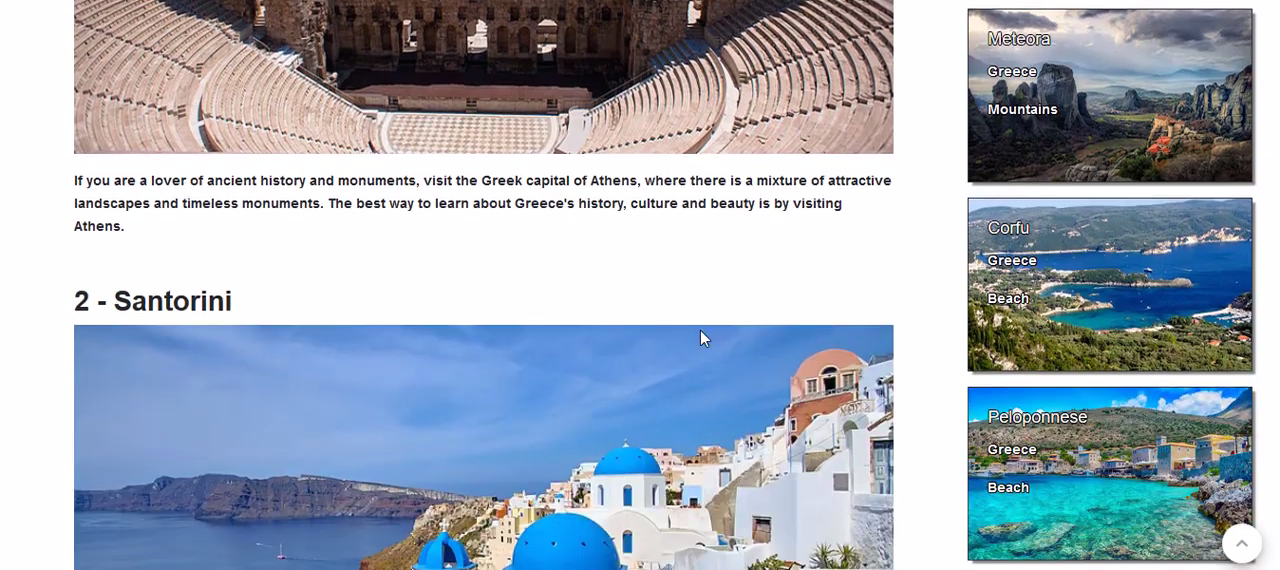 If you are a lover of ancient history and monuments, visit the Greek capital of Athens, where there is a mixture of attractive
landscapes and timeless monuments. The best way to learn about Greece's history, culture and beauty is by visiting
Athens.
2 - Santorini
Meteora
Greece
Mountains
Corfu
Greece
Beach
Peloponnese
Greece
Beach